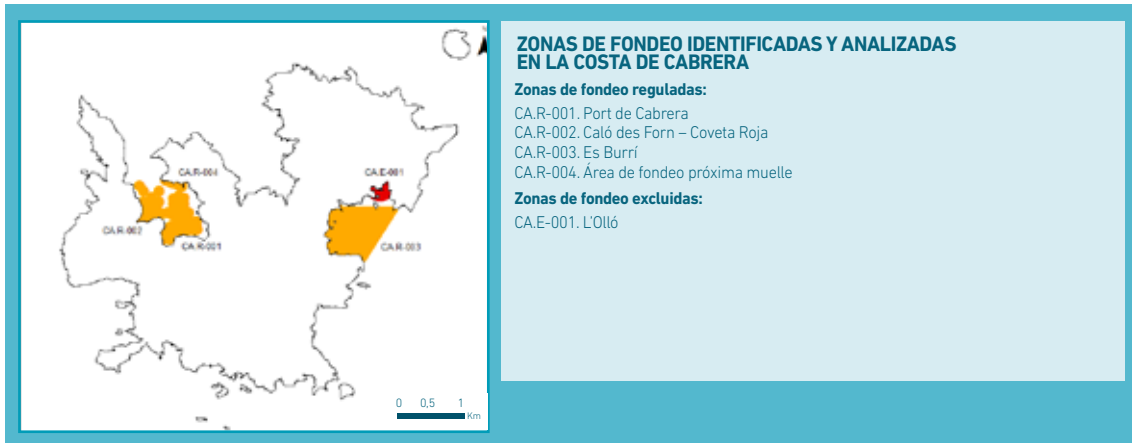 CA.R-004
CA.E-001
CA.R-002
CA.R-001
CA.R-003
0 0,5 1
Km
ZONAS DE FONDEO IDENTIFICADAS Y ANALIZADAS
EN LA COSTA DE CABRERA
Zonas de fondeo reguladas:
CA.R-001. Port de Cabrera
CA.R-002. Caló des Forn – Coveta Roja
CA.R-003. Es Burrí
CA.R-004. Área de fondeo próxima muelle
Zonas de fondeo excluidas:
CA.E-001. L'Olló